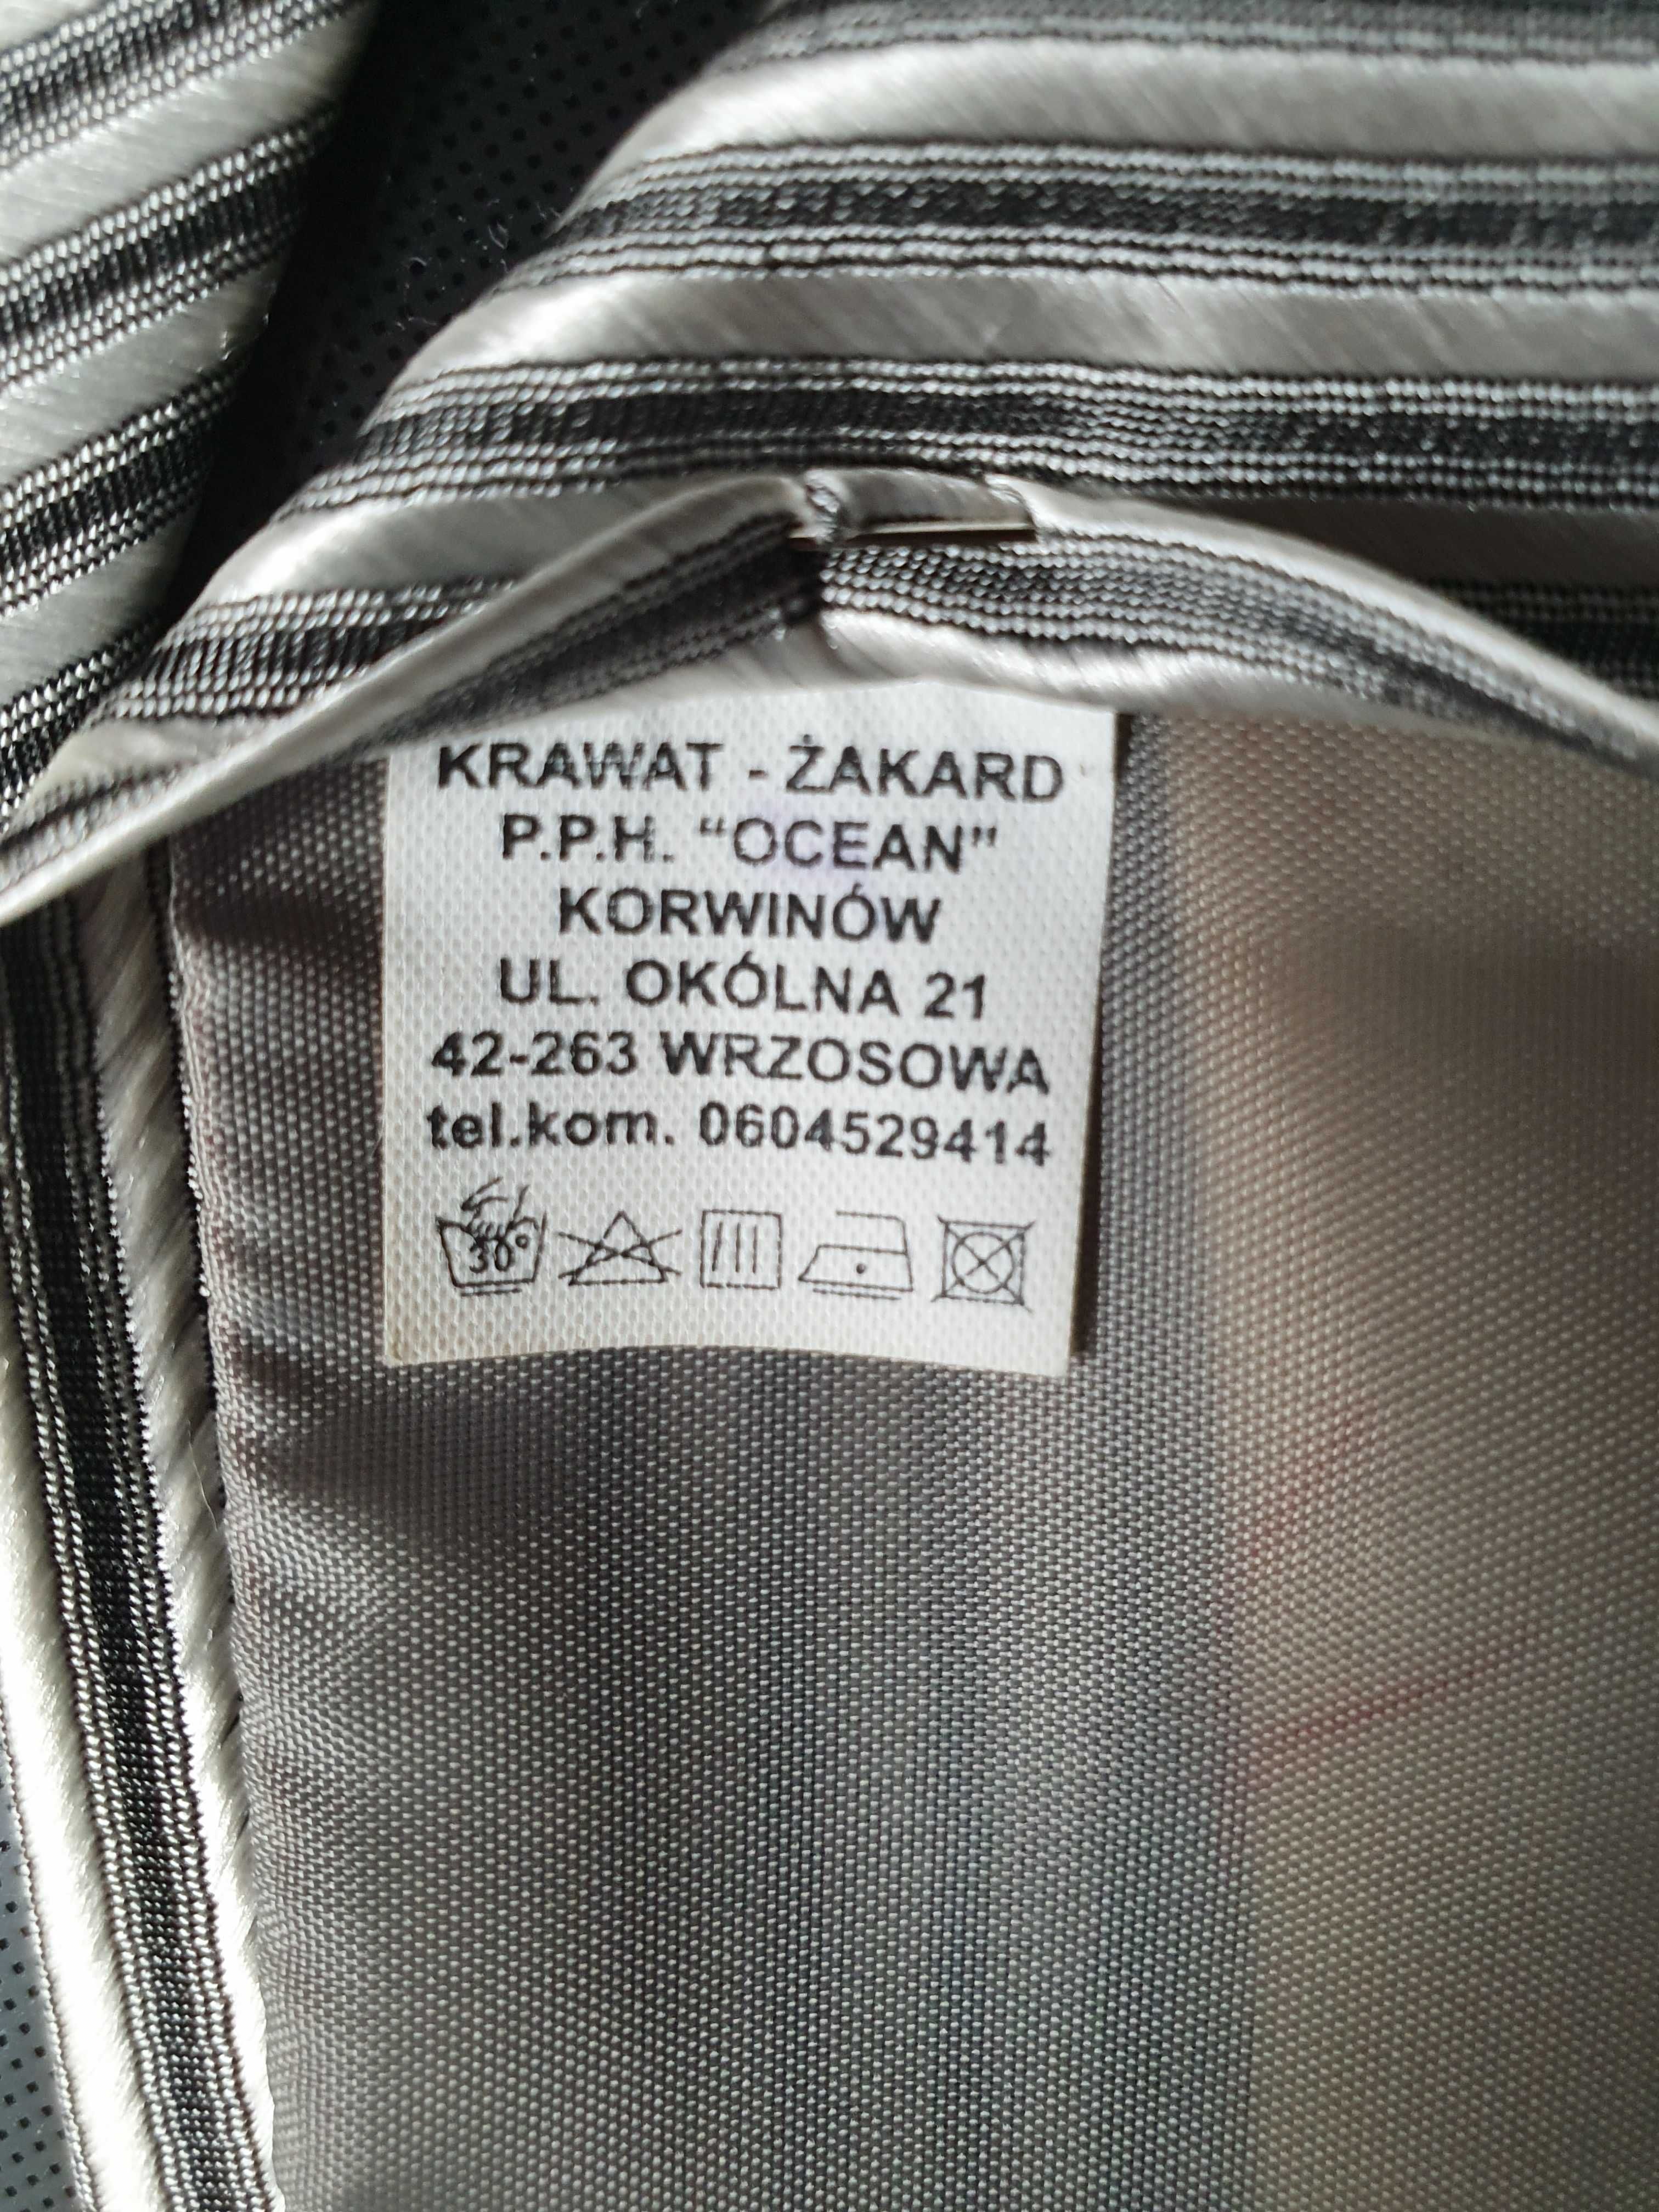 KRAWAT - ŻAKARD
P.P.H. “OCEAN”
KORWINÓW
UL. OKÓLNA 21
42-263 WRZOSOWA
tel.kom. 0604529414
30°